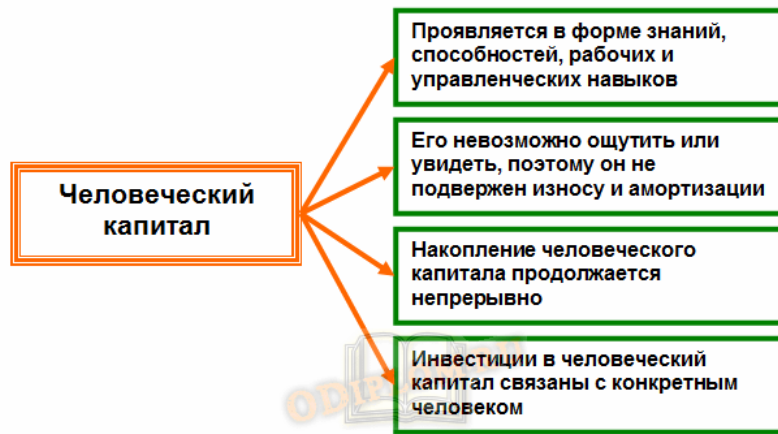 Проявляется в форме знаний,
способностей, рабочих и
управленческих навыков
Его невозможно ощутить или
увидеть, поэтому он не
подвержен износу и амортизации
Человеческий
капитал
Накопление человеческого
капитала продолжается
непрерывно
Инвестиции в человеческий
капитал связаны с конкретным
человеком